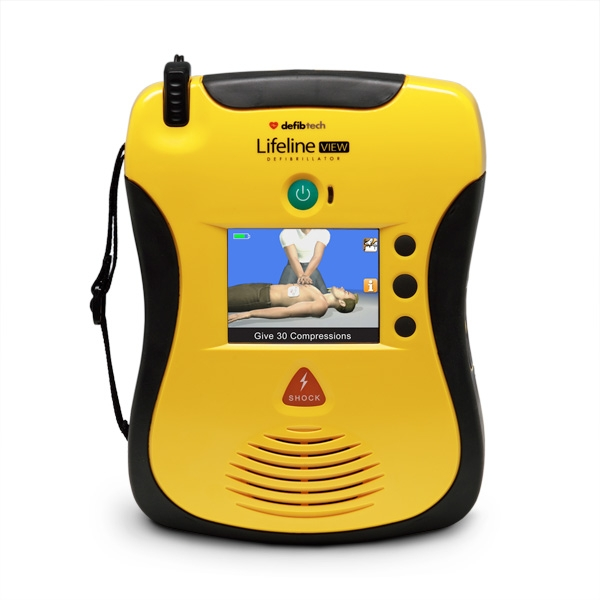 defibtech
Lifeline VIEW
DEFIBRILLATOR
Give 30 Compressions
SHOCK